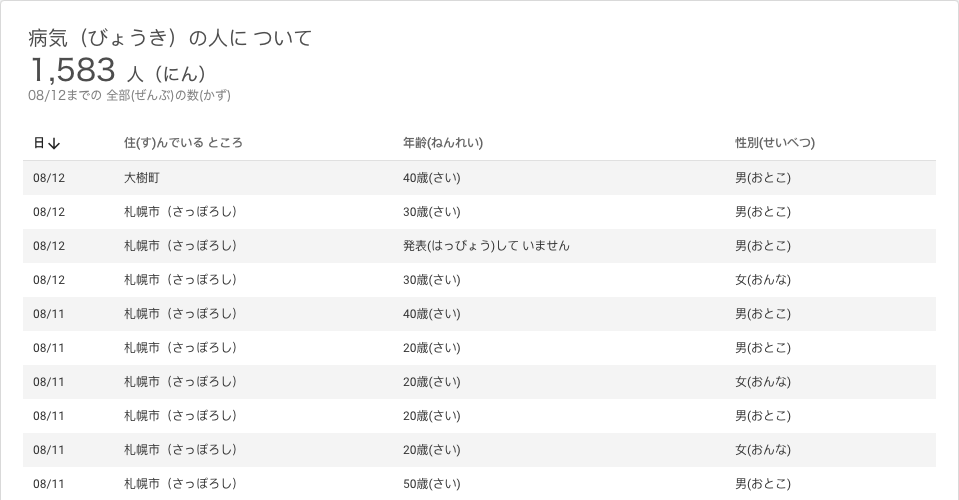 病気（びょうき）の人に ついて
1,583 人（にん）
08/12までの 全部(ぜんぶ)の数(かず)
日↓ 住(す)んでいる ところ 年齢(ねんれい) 性別(せいべつ)
08/12 大樹町 40歳(さい) 男(おとこ)
08/12 札幌市（さっぽろし） 30歳(さい) 男(おとこ)
08/12 札幌市（さっぽろし） 発表(はっぴょう)して いません 男(おとこ)
08/12 札幌市（さっぽろし） 30歳(さい) 女(おんな)
08/11 札幌市（さっぽろし） 40歳(さい) 男(おとこ)
08/11 札幌市（さっぽろし） 20歳(さい) 男(おとこ)
08/11 札幌市（さっぽろし） 20歳(さい) 女(おんな)
08/11 札幌市（さっぽろし） 20歳(さい) 男(おとこ)
08/11 札幌市（さっぽろし） 20歳(さい) 女(おんな)
08/11 札幌市（さっぽろし） 50歳(さい) 男(おとこ)